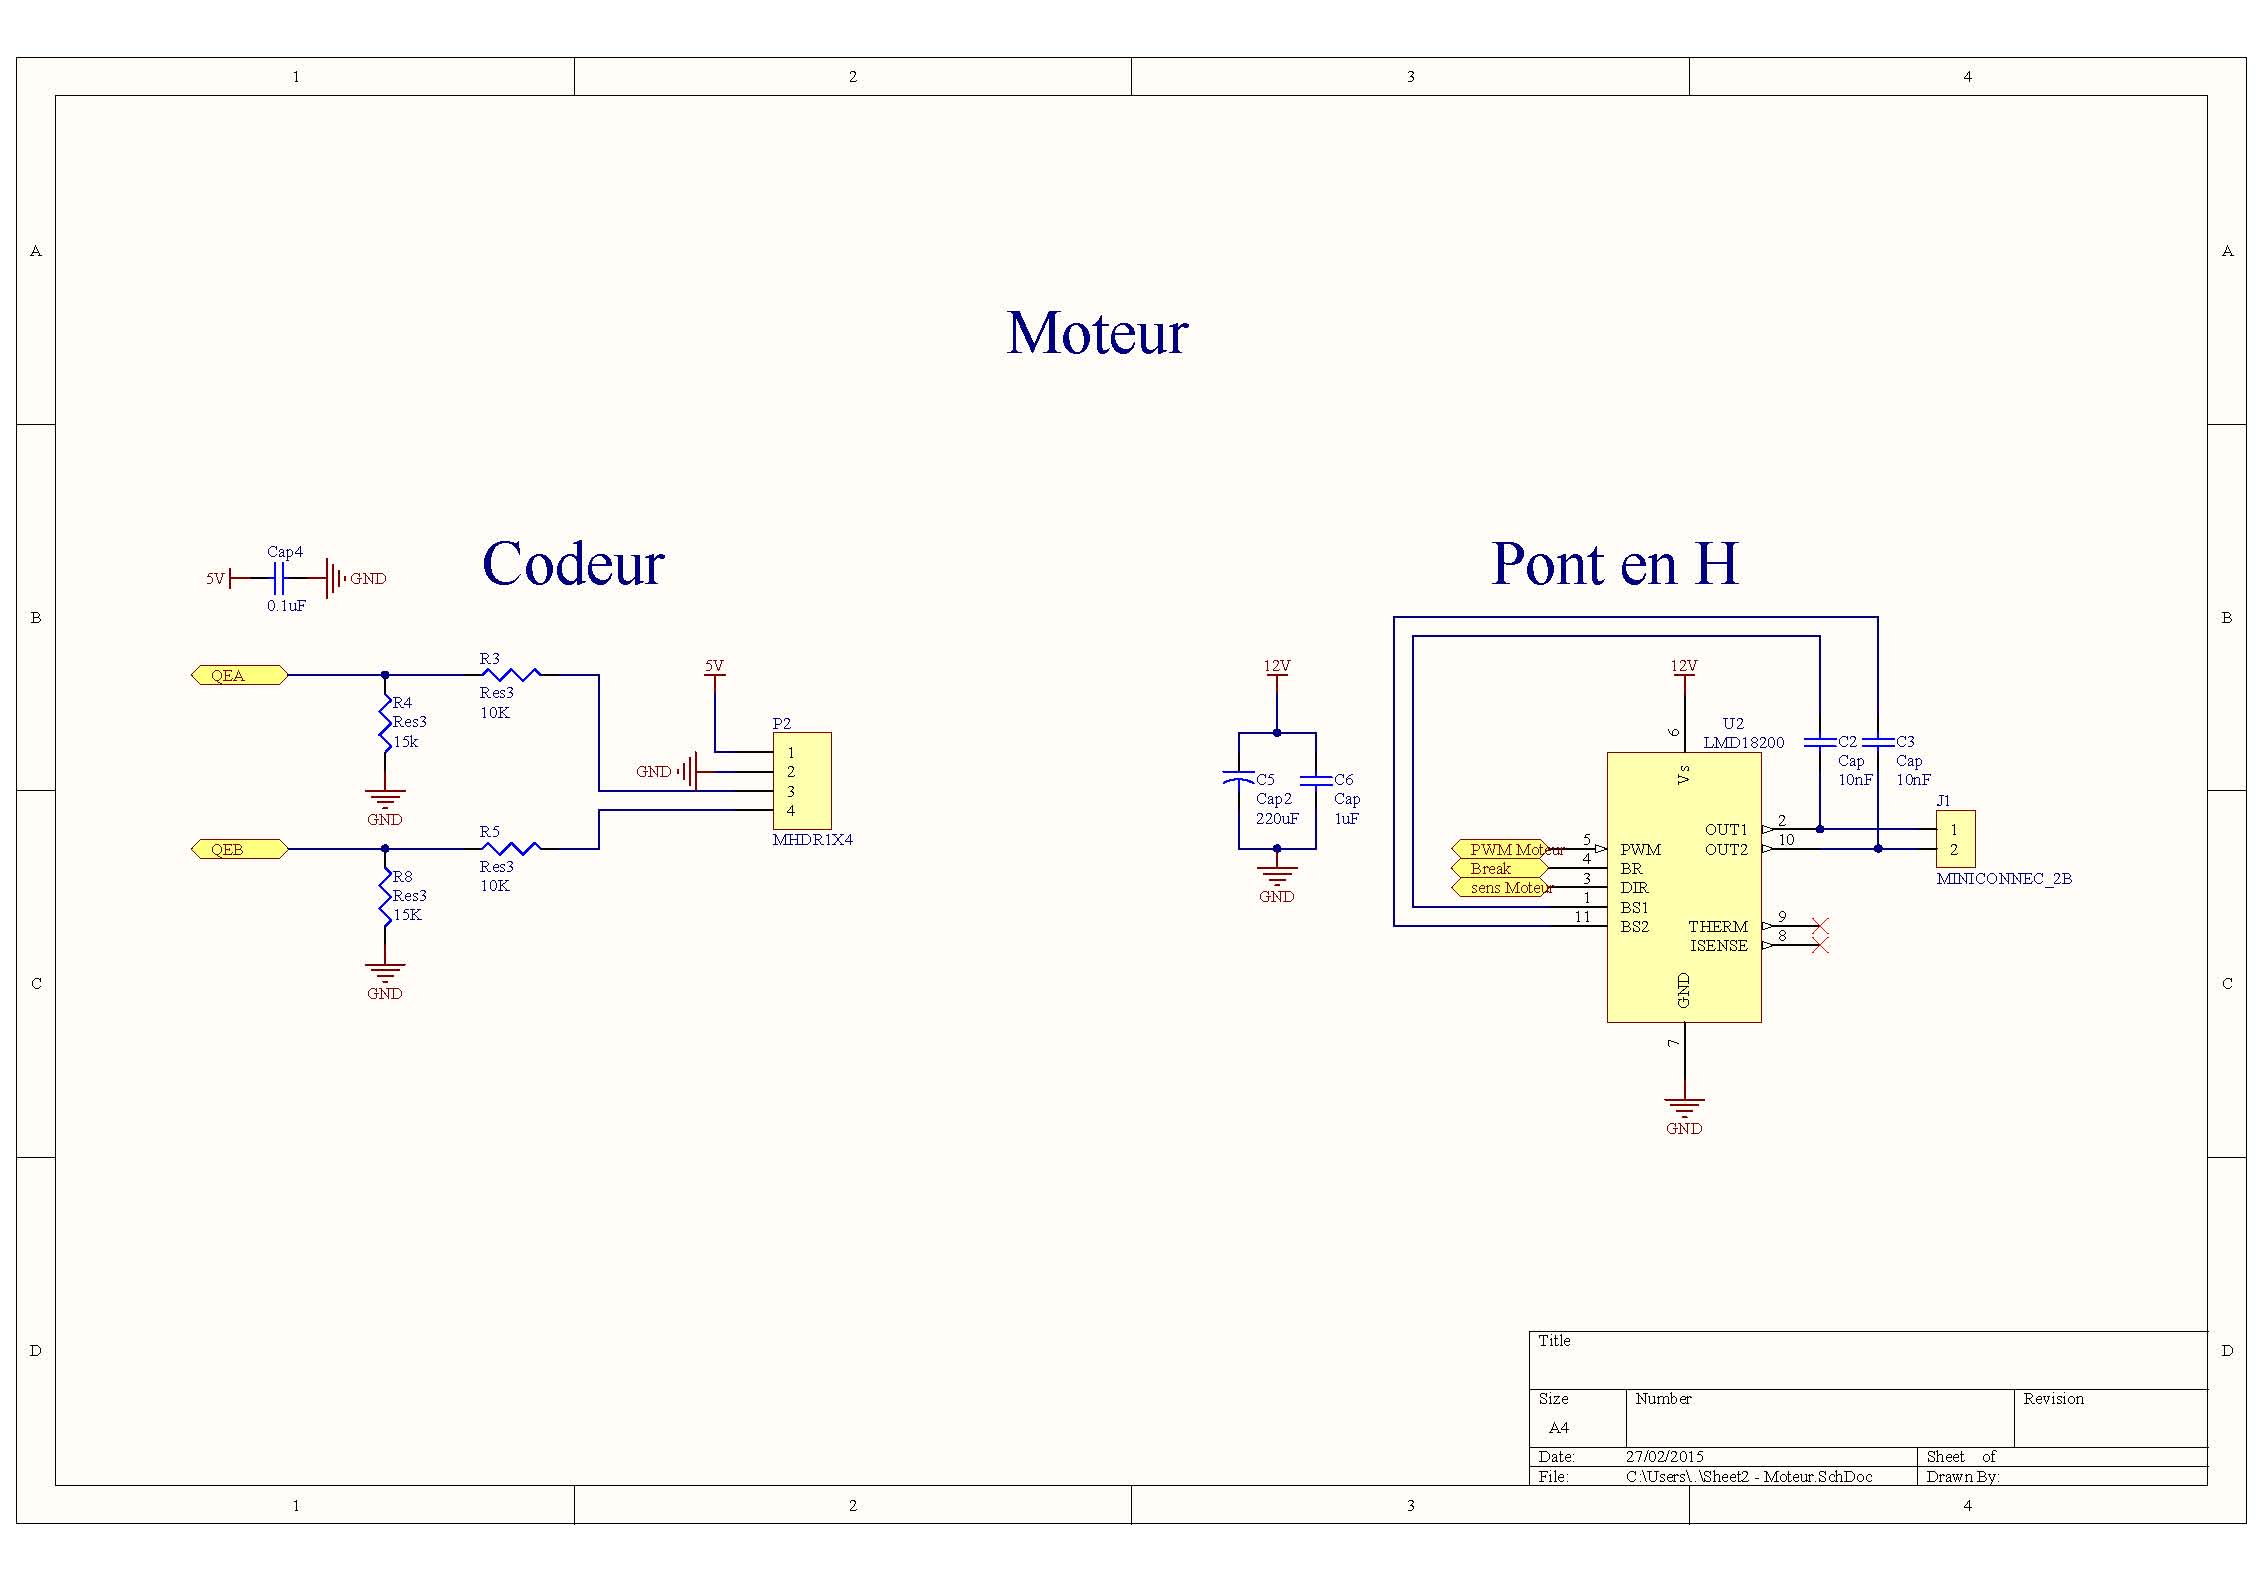 1 2 3 4
A A
Moteur
B B
Codeur
Cap4
5V GND
0.1uF
QEA
R3
Res3
10K
R4
Res3
15k
GND
QEB
R5
Res3
10K
R8
Res3
15K
GND
5V
GND
P2
1
2
3
4
MHDR1X4
Pont en H
12V
C5
Cap2
220uF
C6
Cap
1uF
GND
12V
6
U2
LMD18200
Vs
C2
Cap
10nF
C3
Cap
10nF
PWM Moteur 5 PWM
Break 4 BR
sens Moteur 3 DIR
1 BS1
11 BS2
OUT1 2
OUT2 10
THERM 9
ISENSE 8
GND
7
GND
J1
1
2
MINICONNEC_2B
C C
D D
Title
Size Number Revision
A4
Date: 27/02/2015 Sheet of
File: C:\Users\..\Sheet2 - Moteur.SchDoc Drawn By:
1 2 3 4